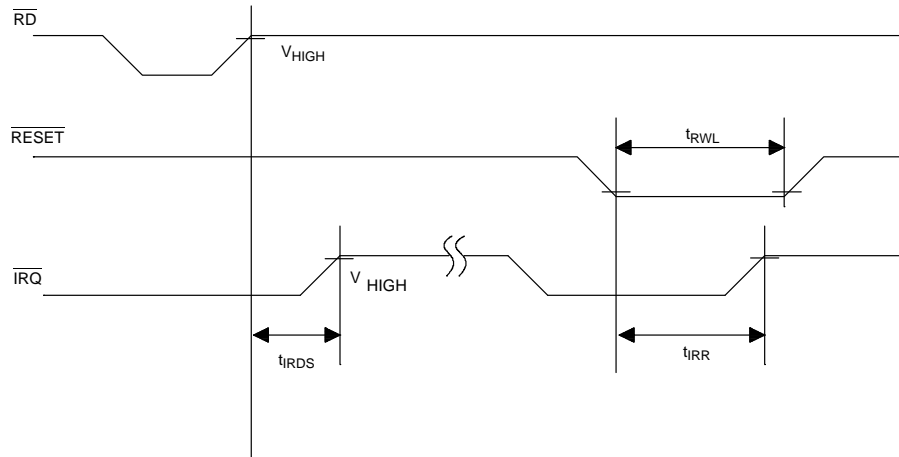 RD
VHIGH
RESET
tRWL
IRQ
V HIGH
tIRDS
tIRR